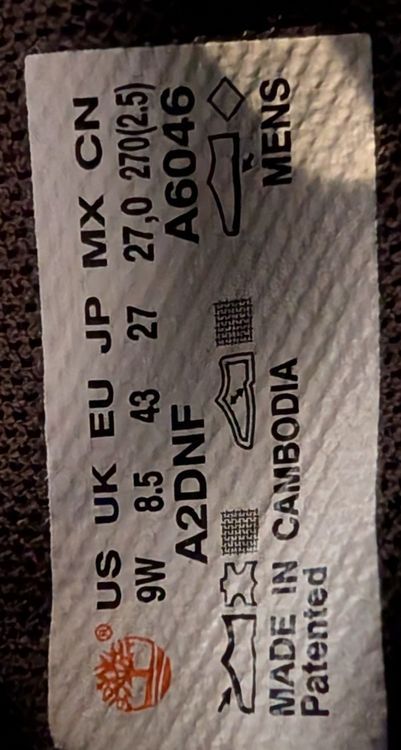 ® US UK EU JP MX CN
9W 8.5 43 27 27,0 270(2.5)
A2DNF A6046
MENS
MADE IN CAMBODIA
Patented